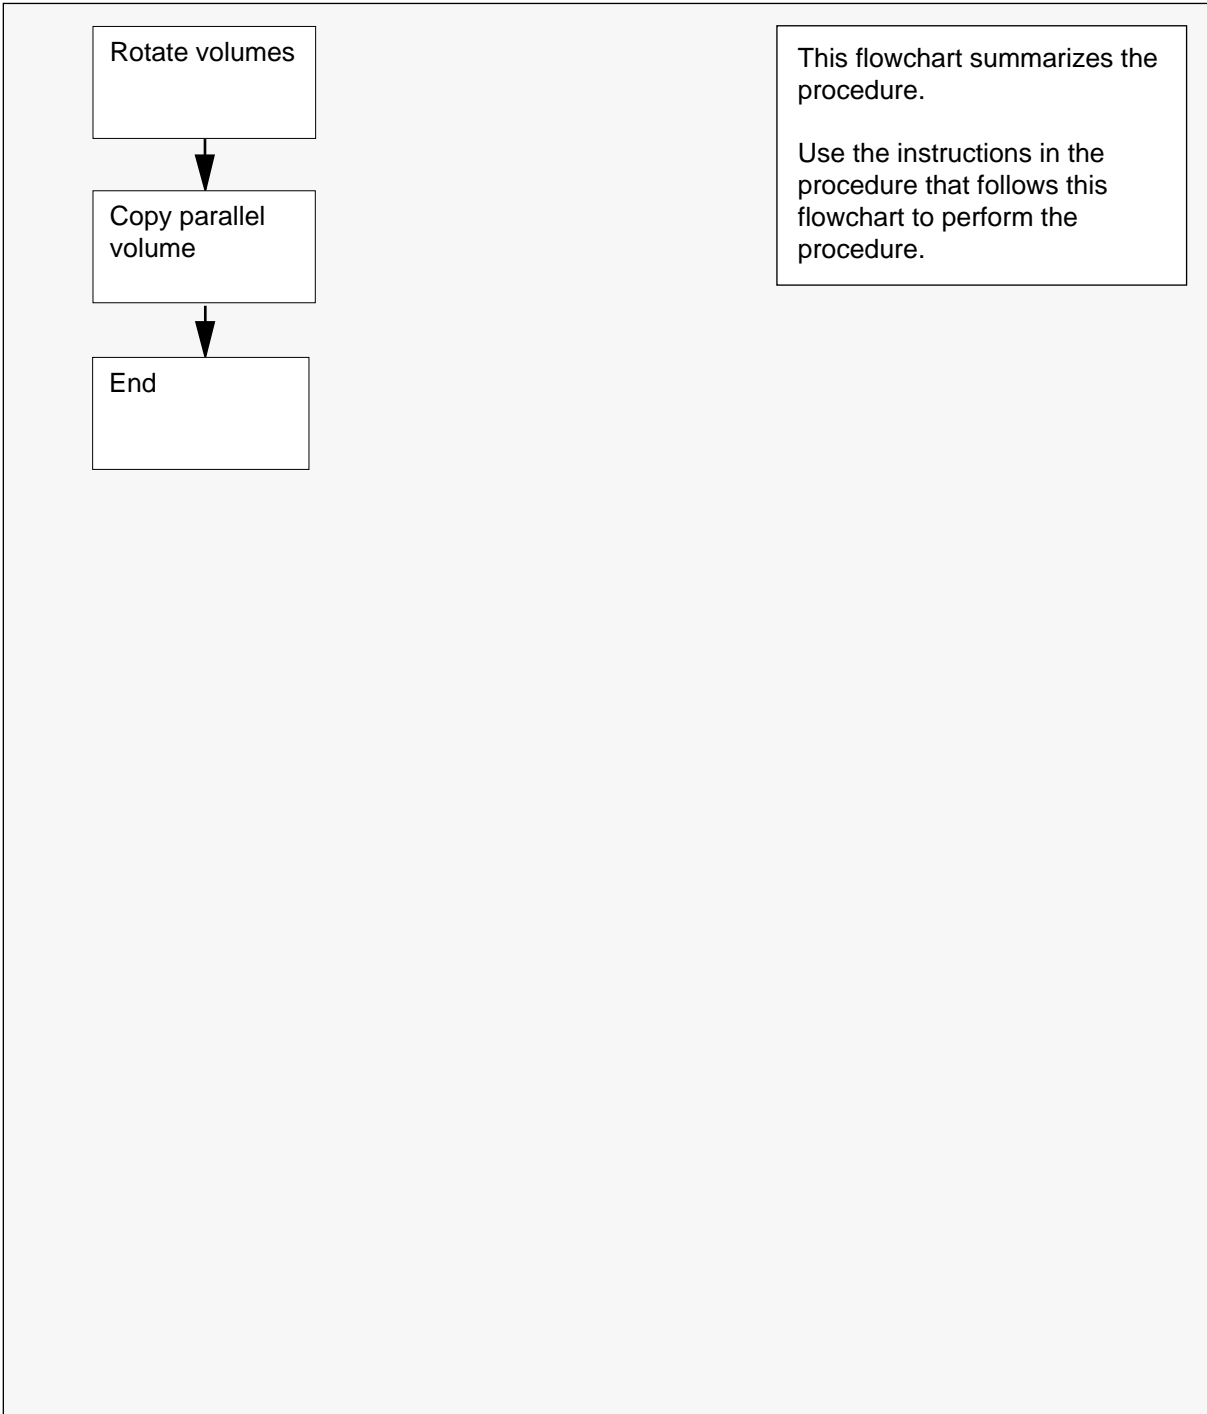 Rotate volumes
Copy parallel
volume
End
This flowchart summarizes the
procedure.
Use the instructions in the
procedure that follows this
flowchart to perform the
procedure.